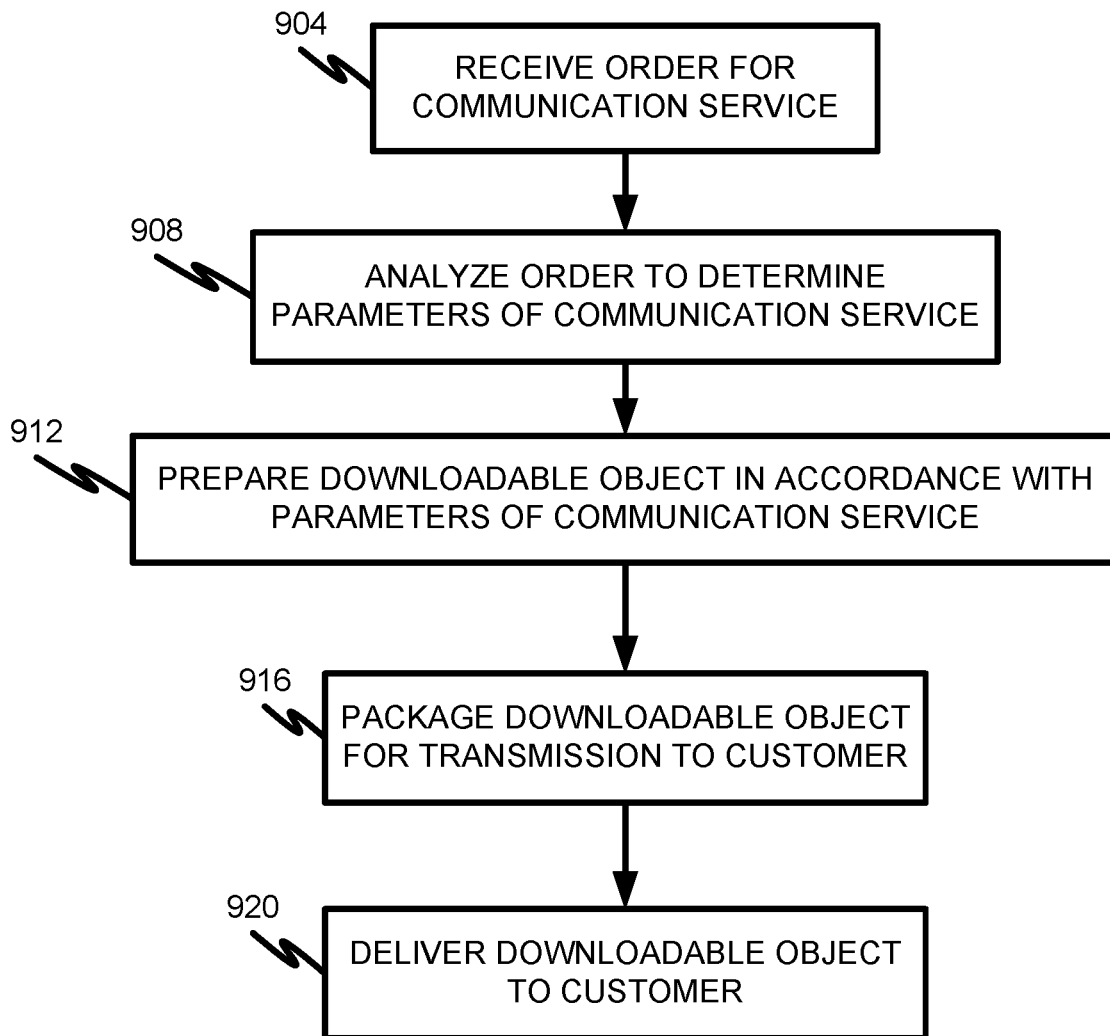 904
RECEIVE ORDER FOR
COMMUNICATION SERVICE
908
ANALYZE ORDER TO DETERMINE
PARAMETERS OF COMMUNICATION SERVICE
912
PREPARE DOWNLOADABLE OBJECT IN ACCORDANCE WITH
PARAMETERS OF COMMUNICATION SERVICE
916
PACKAGE DOWNLOADABLE OBJECT
FOR TRANSMISSION TO CUSTOMER
920
DELIVER DOWNLOADABLE OBJECT
TO CUSTOMER